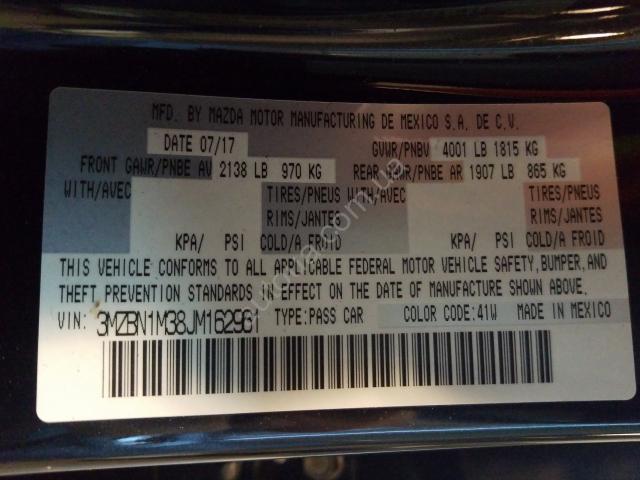 MFD. BY MAZDA MOTOR MANUFACTURING DE MEXICO S.A. DE C.V.
DATE 07/17 GVWR/PNBV 4001 LB 1815 KG
FRONT GAWR/PNBE AV 2138 LB 970 KG REAR GAWR/PNBE AR 1907 LB 865 KG
WITH/AVEC TIRES/PNEUS WITH/AVEC TIRES/PNEUS
RIMS/JANTES RIMS/JANTES
KPA/ PSI COLD/A FROID KPA/ PSI COLD/A FROID
THIS VEHICLE CONFORMS TO ALL APPLICABLE FEDERAL MOTOR VEHICLE SAFETY, BUMPER, AND
THEFT PREVENTION STANDARDS IN EFFECT ON THE DATE OF MANUFACTURE SHOWN ABOVE.
VIN: 3MZBN1M38JM162961 TYPE: PASS CAR COLOR CODE: 41W MADE IN MEXICO